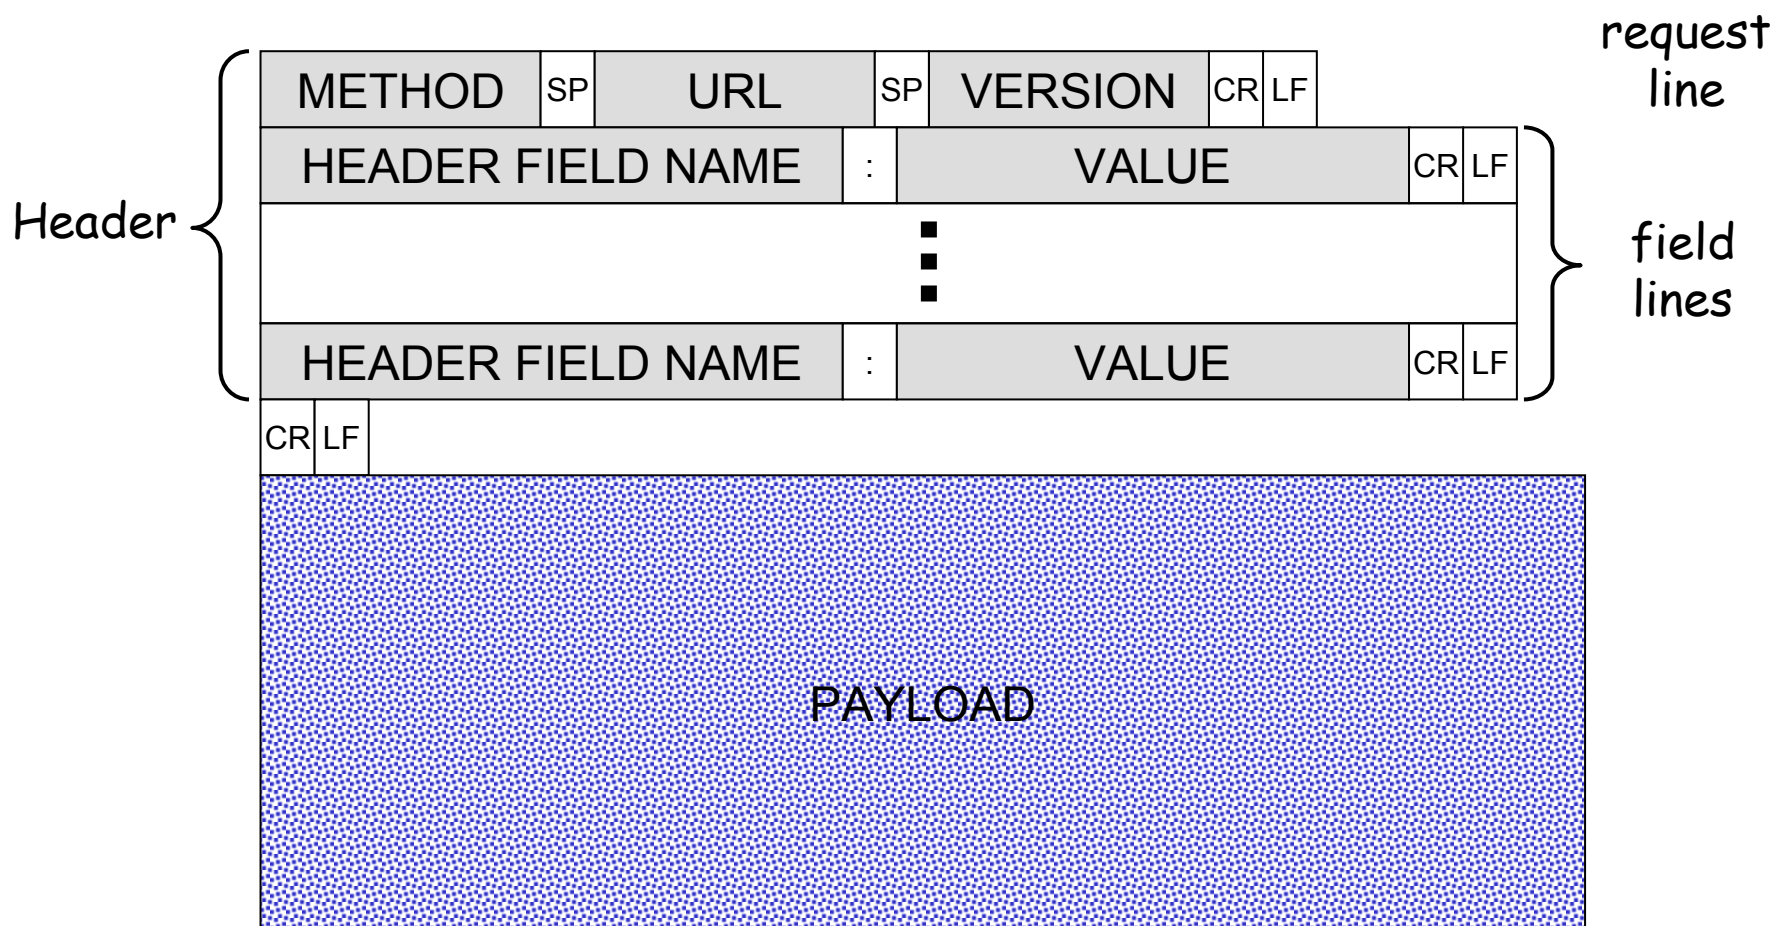 request
line
METHOD SP URL SP VERSION CR LF
HEADER FIELD NAME : VALUE CR LF
Header
field
lines
HEADER FIELD NAME : VALUE CR LF
CR LF
PAYLOAD